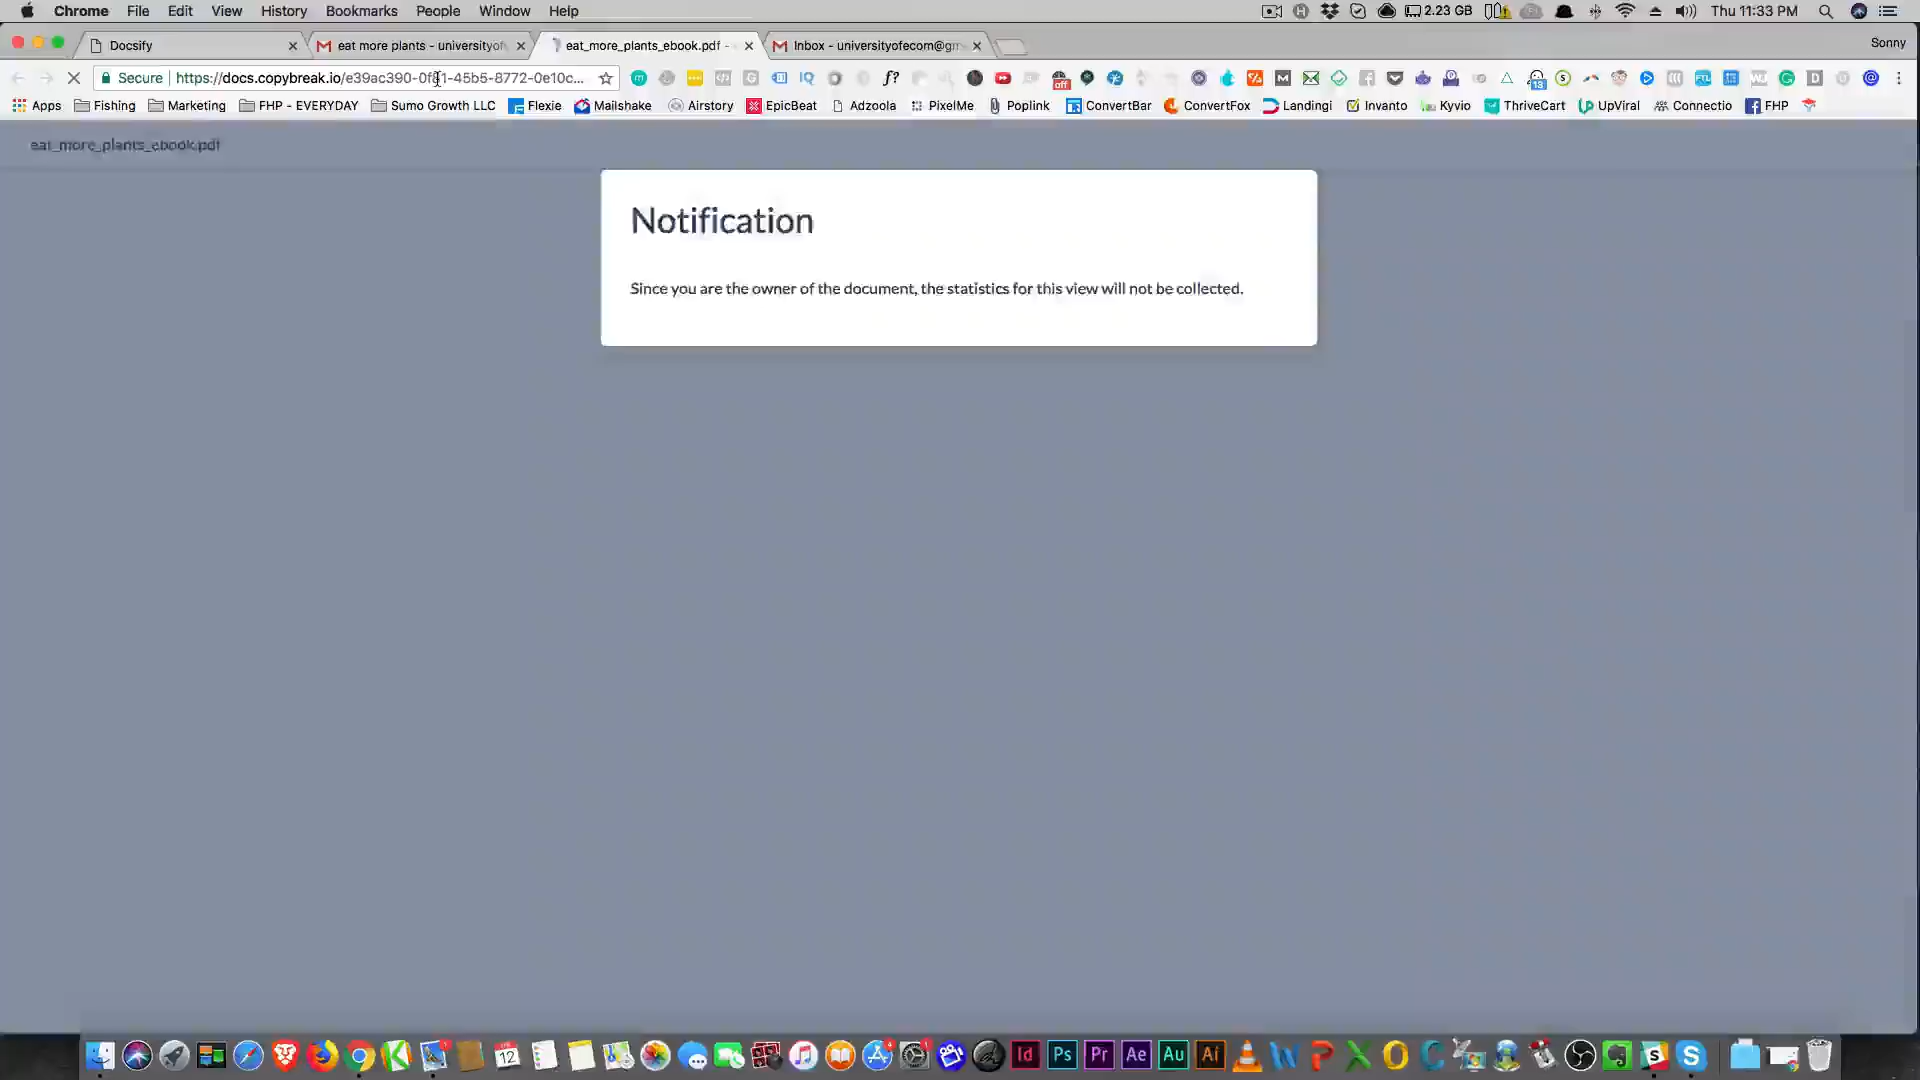 Chrome File Edit View History Bookmarks People Window Help 2.23 GB Thu 11:33 PM
Docsify eat more plants - universityof eat_more_plants_ebook.pdf - Inbox - universityofecom@gm Sonny
Secure https://docs.copybreak.io/e39ac390-0f81-45b5-8772-0e10c...
Apps Fishing Marketing FHP - EVERYDAY Sumo Growth LLC Flexie Mailshake Airstory EpicBeat Adzoola PixelMe Poplink ConvertBar ConvertFox Landingi Invanto Kyvio ThriveCart UpViral Connectio FHP
eat_more_plants_ebook.pdf
Notification
Since you are the owner of the document, the statistics for this view will not be collected.